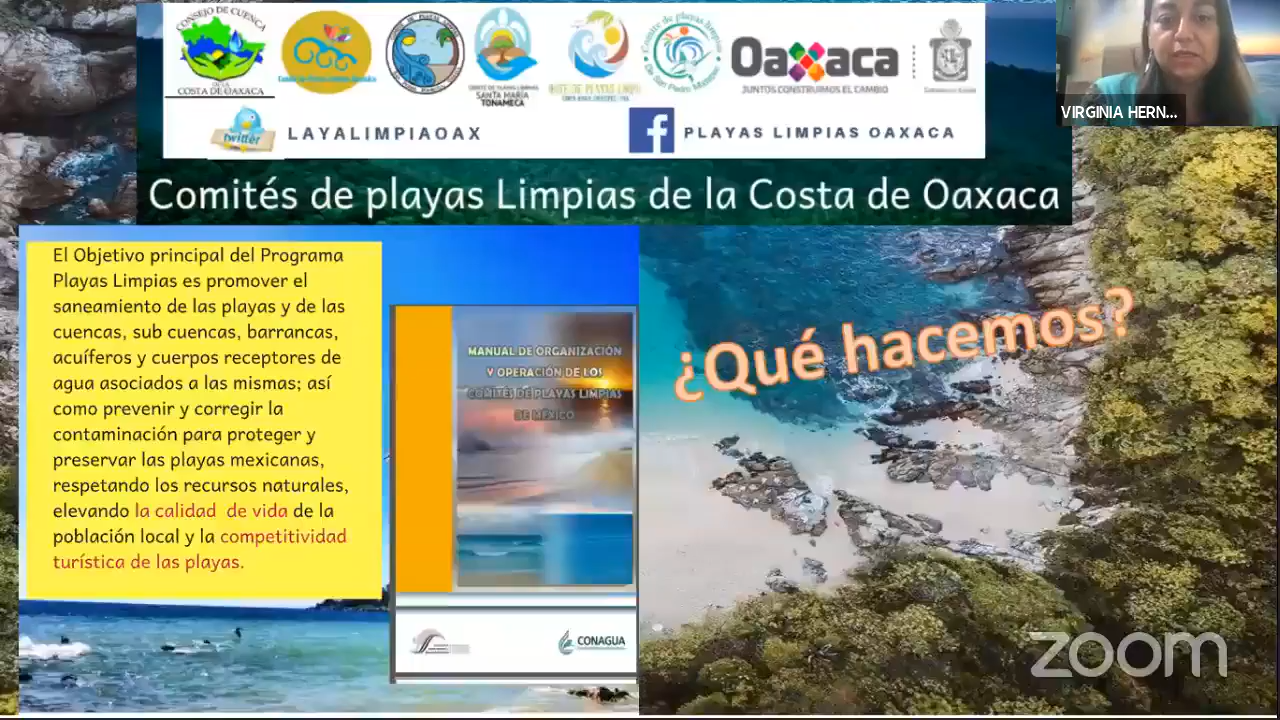 CONSEJO DE CUENCA
COSTA DE OAXACA
SANTA MARÍA
TONAMECA
Oaxaca
JUNTOS CONSTRUIMOS EL CAMBIO
twitter
LAYALIMPIAOAX
PLAYAS LIMPIAS OAXACA
VIRGINIA HERN...
Comités de playas Limpias de la Costa de Oaxaca
El Objetivo principal del Programa
Playas Limpias es promover el
saneamiento de las playas y de las
cuencas, sub cuencas, barrancas,
acuíferos y cuerpos receptores de
agua asociados a las mismas; así
como prevenir y corregir la
contaminación para proteger y
preservar las playas mexicanas,
respetando los recursos naturales,
elevando la calidad de vida de la
población local y la competitividad
turística de las playas.
MANUAL DE ORGANIZACIÓN
Y OPERACIÓN DE LOS
COMITÉS DE PLAYAS LIMPIAS
DE MÉXICO
CONAGUA
¿Qué hacemos?
zoom